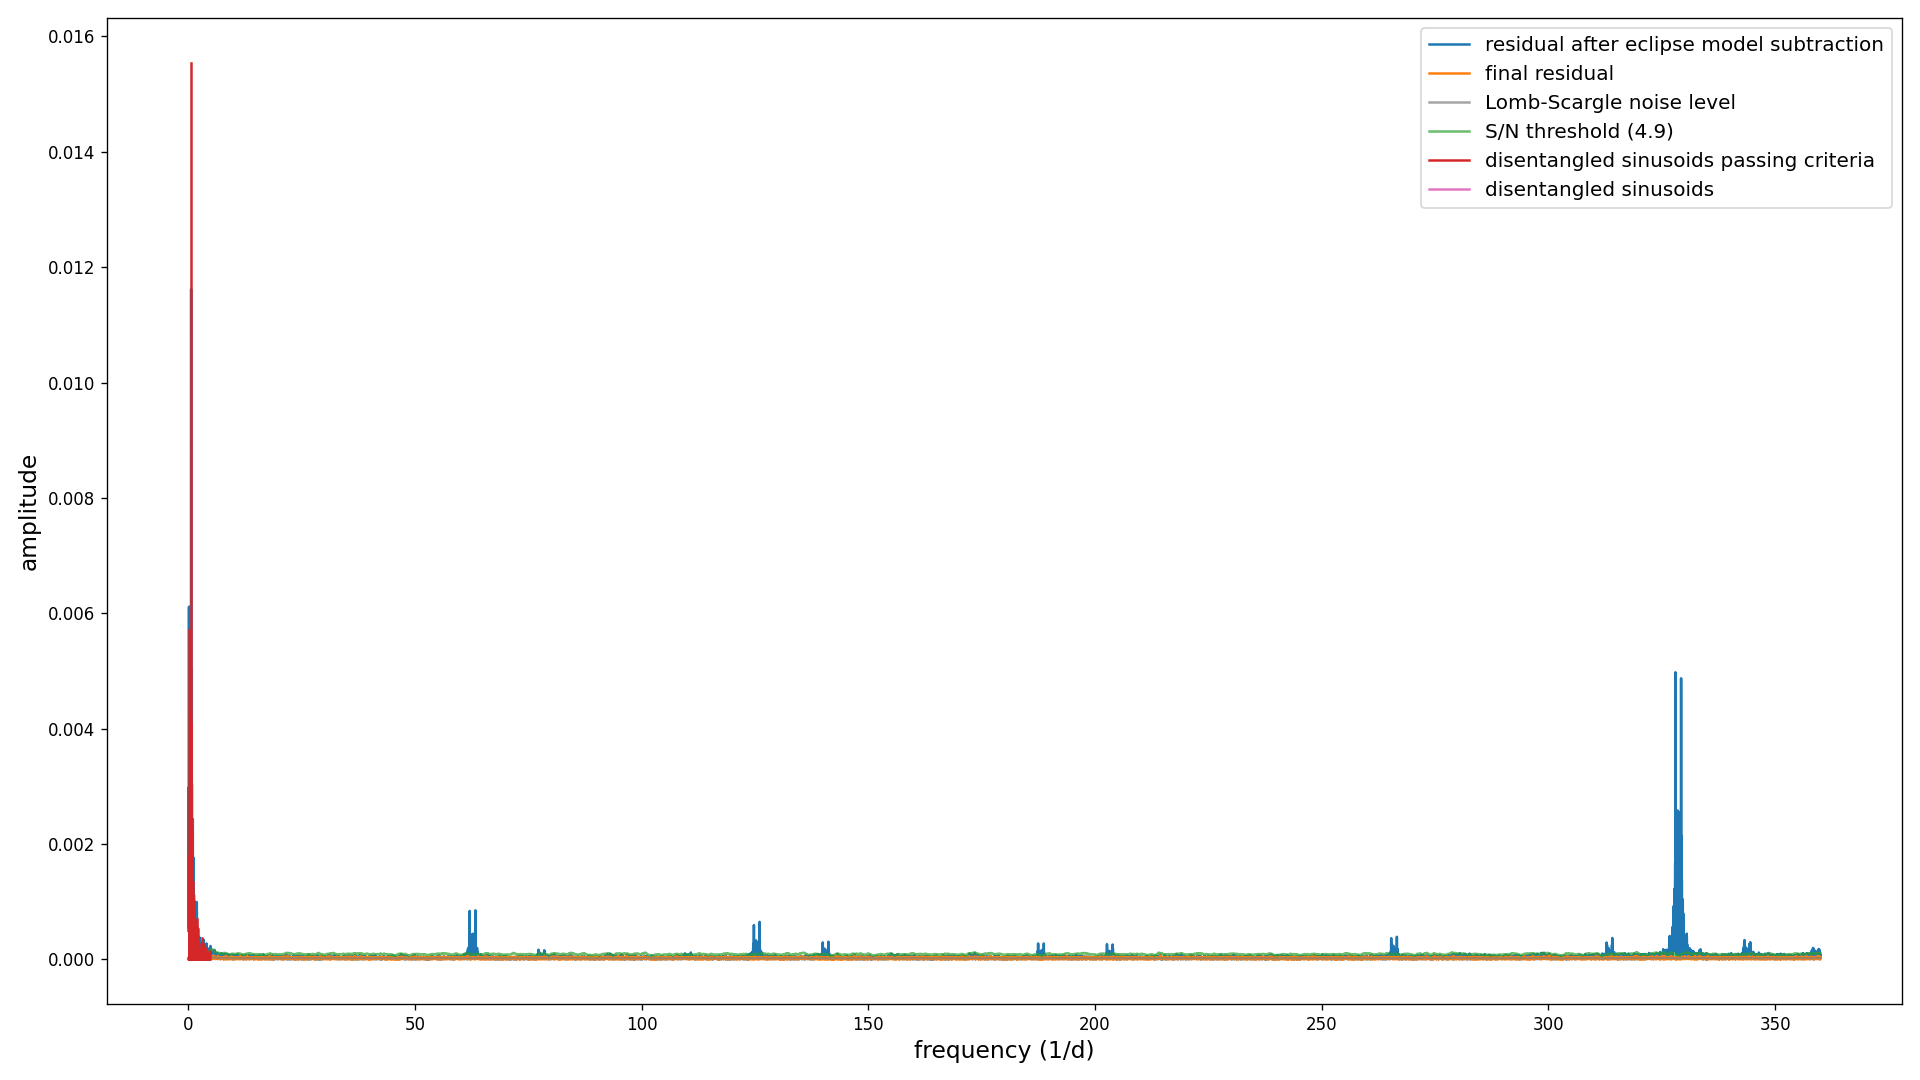 residual after eclipse model subtraction
final residual
Lomb-Scargle noise level
S/N threshold (4.9)
disentangled sinusoids passing criteria
disentangled sinusoids
amplitude
0.016
0.014
0.012
0.010
0.008
0.006
0.004
0.002
0.000
0 50 100 150 200 250 300 350
frequency (1/d)